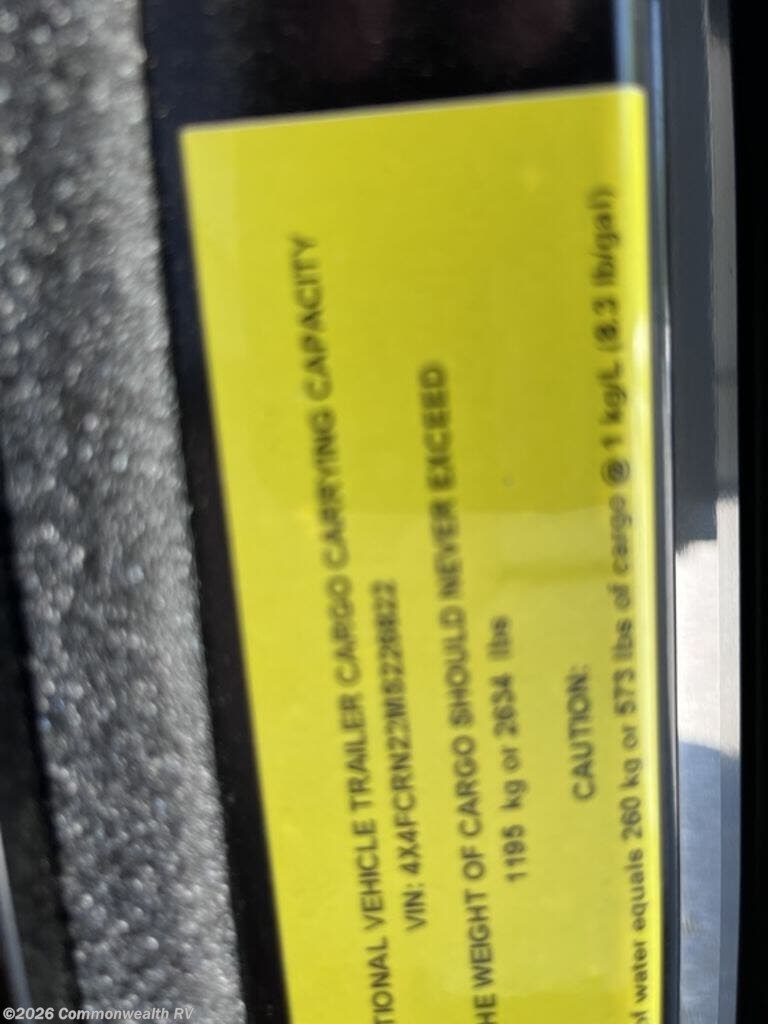 TIONAL VEHICLE TRAILER CARGO CARRYING CAPACITY
VIN: 4X4FCRN22MS226822
HE WEIGHT OF CARGO SHOULD NEVER EXCEED
1195 kg or 2634 lbs
CAUTION:
of water equals 260 kg or 573 lbs of cargo @ 1 kg/L (8.3 lb/gal)
©2026 Commonwealth RV